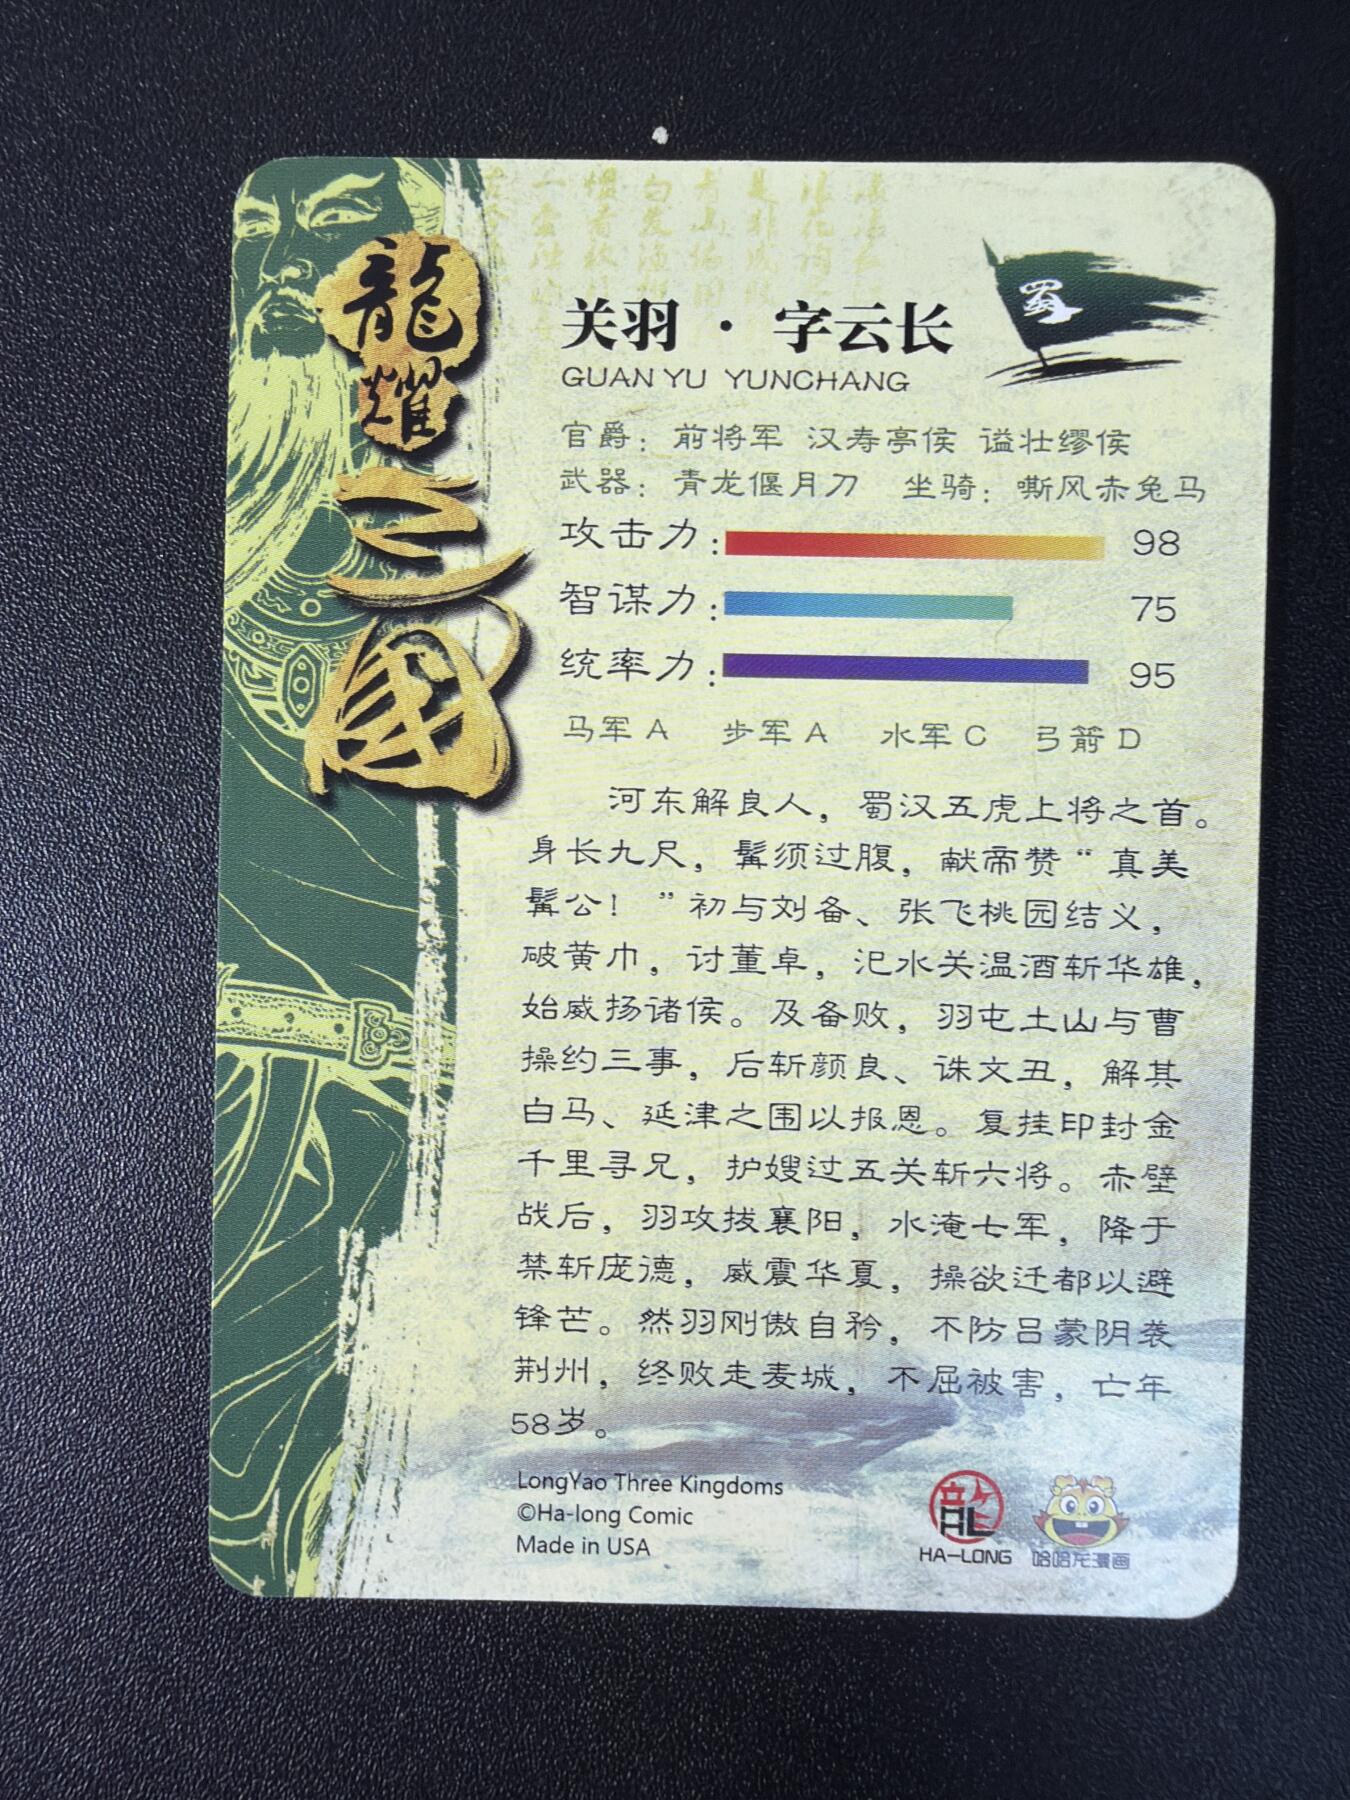 龍耀三國
关羽·字云长
蜀
GUAN YU YUNCHANG
官爵：前将军 汉寿亭侯 谥壮缪侯
武器：青龙偃月刀 坐骑：嘶风赤兔马
攻击力： 98
智谋力： 75
统率力： 95
马军A 步军A 水军C 弓箭D
河东解良人，蜀汉五虎上将之首。
身长九尺，髯须过腹，献帝赞“真美
髯公！”初与刘备、张飞桃园结义，
破黄巾，讨董卓，汜水关温酒斩华雄，
始威扬诸侯。及备败，羽屯土山与曹
操约三事，后斩颜良、诛文丑，解其
白马、延津之围以报恩。复挂印封金
千里寻兄，护嫂过五关斩六将。赤壁
战后，羽攻拔襄阳，水淹七军，降于
禁斩庞德，威震华夏，操欲迁都以避
锋芒。然羽刚傲自矜，不防吕蒙阴袭
荆州，终败走麦城，不屈被害，亡年
58岁。
LongYao Three Kingdoms
©Ha-long Comic
Made in USA
HA-LONG 哈哈龙漫画